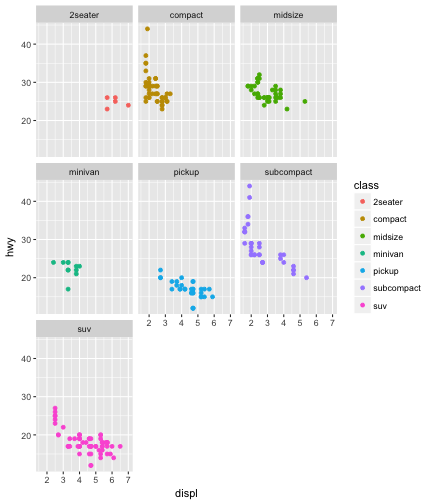 2seater compact midsize
40
30
20
minivan pickup subcompact
40
30
20
2 3 4 5 6 7 2 3 4 5 6 7
suv
40
30
20
2 3 4 5 6 7
displ
hwy
class
2seater
compact
midsize
minivan
pickup
subcompact
suv